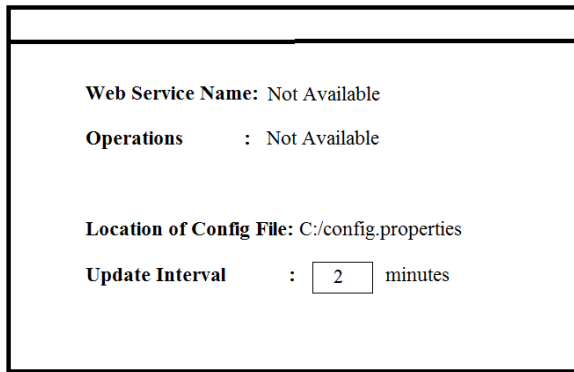 Web Service Name: Not Available
Operations : Not Available
Location of Config File: C:/config.properties
Update Interval : 2 minutes